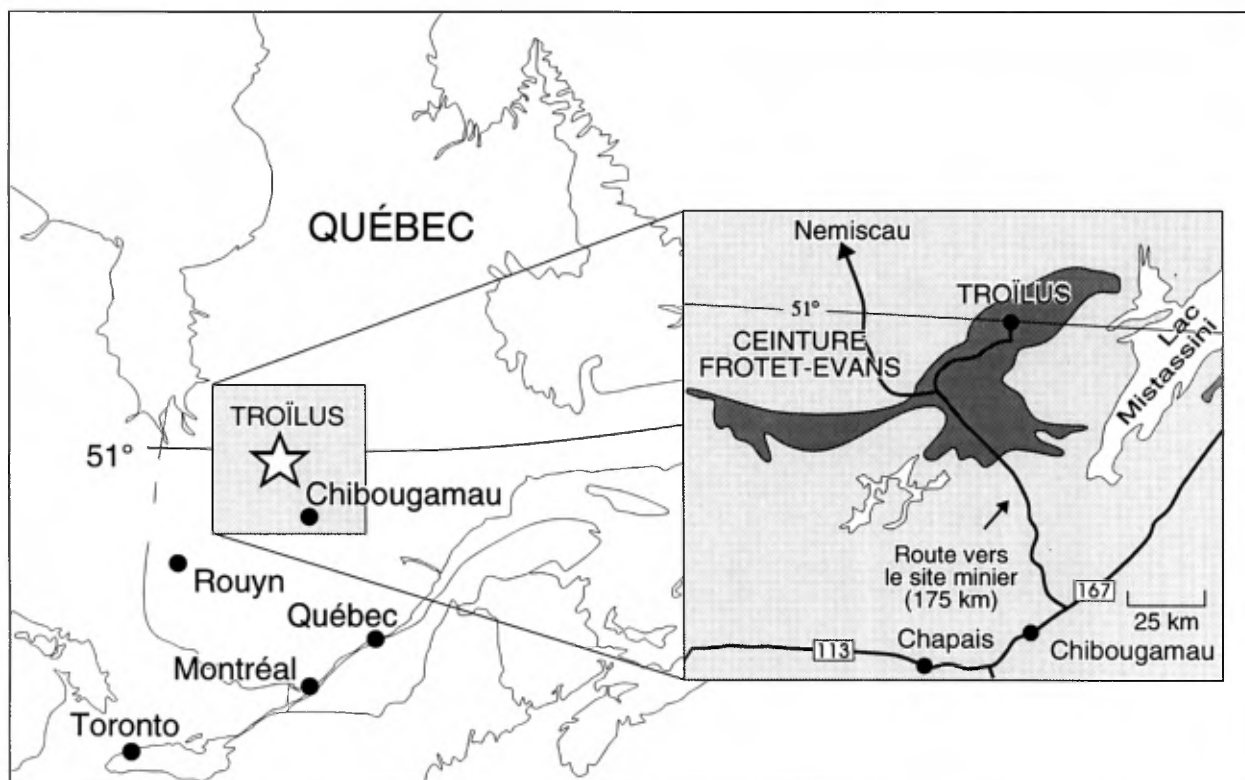 QUÉBEC
TROÏLUS
51°
Chibougamau
Rouyn
Québec
Montréal
Toronto
Nemiscau
TROÏLUS
51°
CEINTURE
FROTET-EVANS
Lac
Mistassini
Route vers
le site minier
(175 km)
167
25 km
Chapais
Chibougamau
113